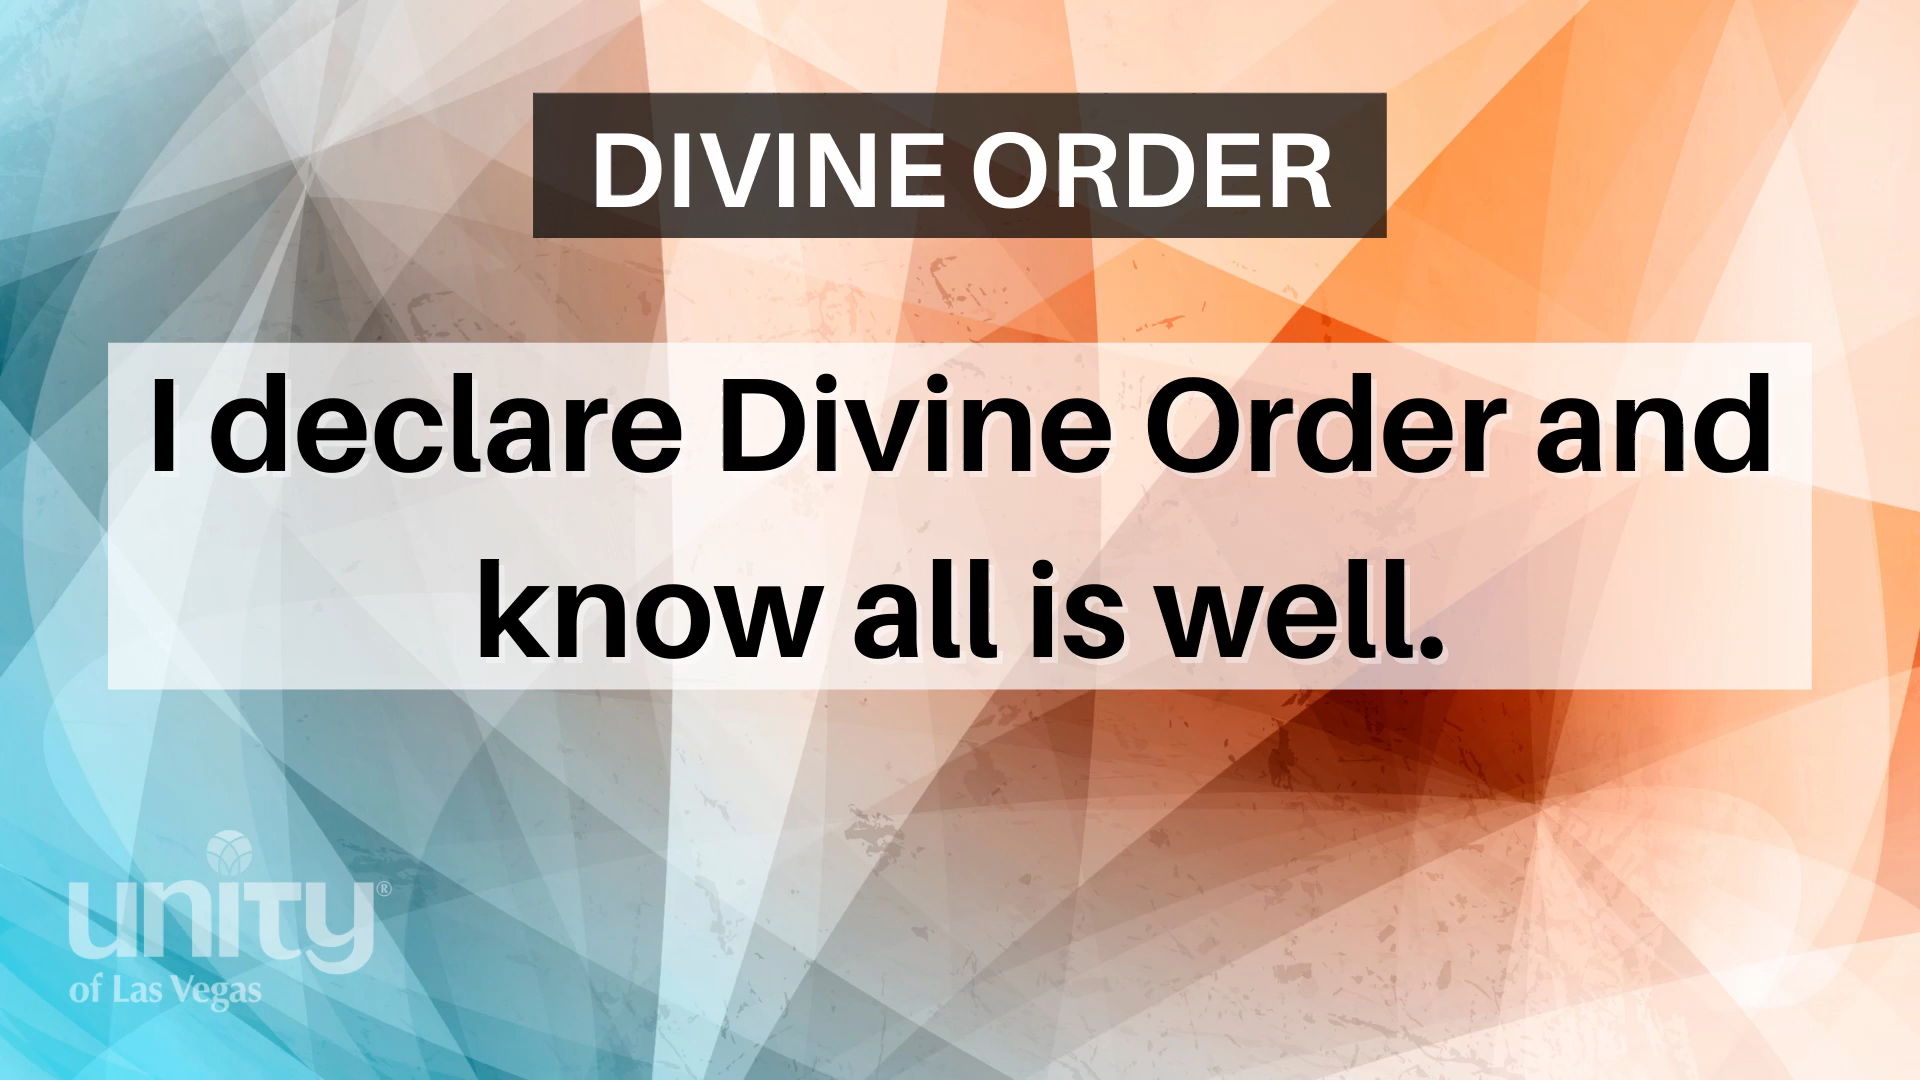 DIVINE ORDER
I declare Divine Order and
know all is well.
unity®
of Las Vegas